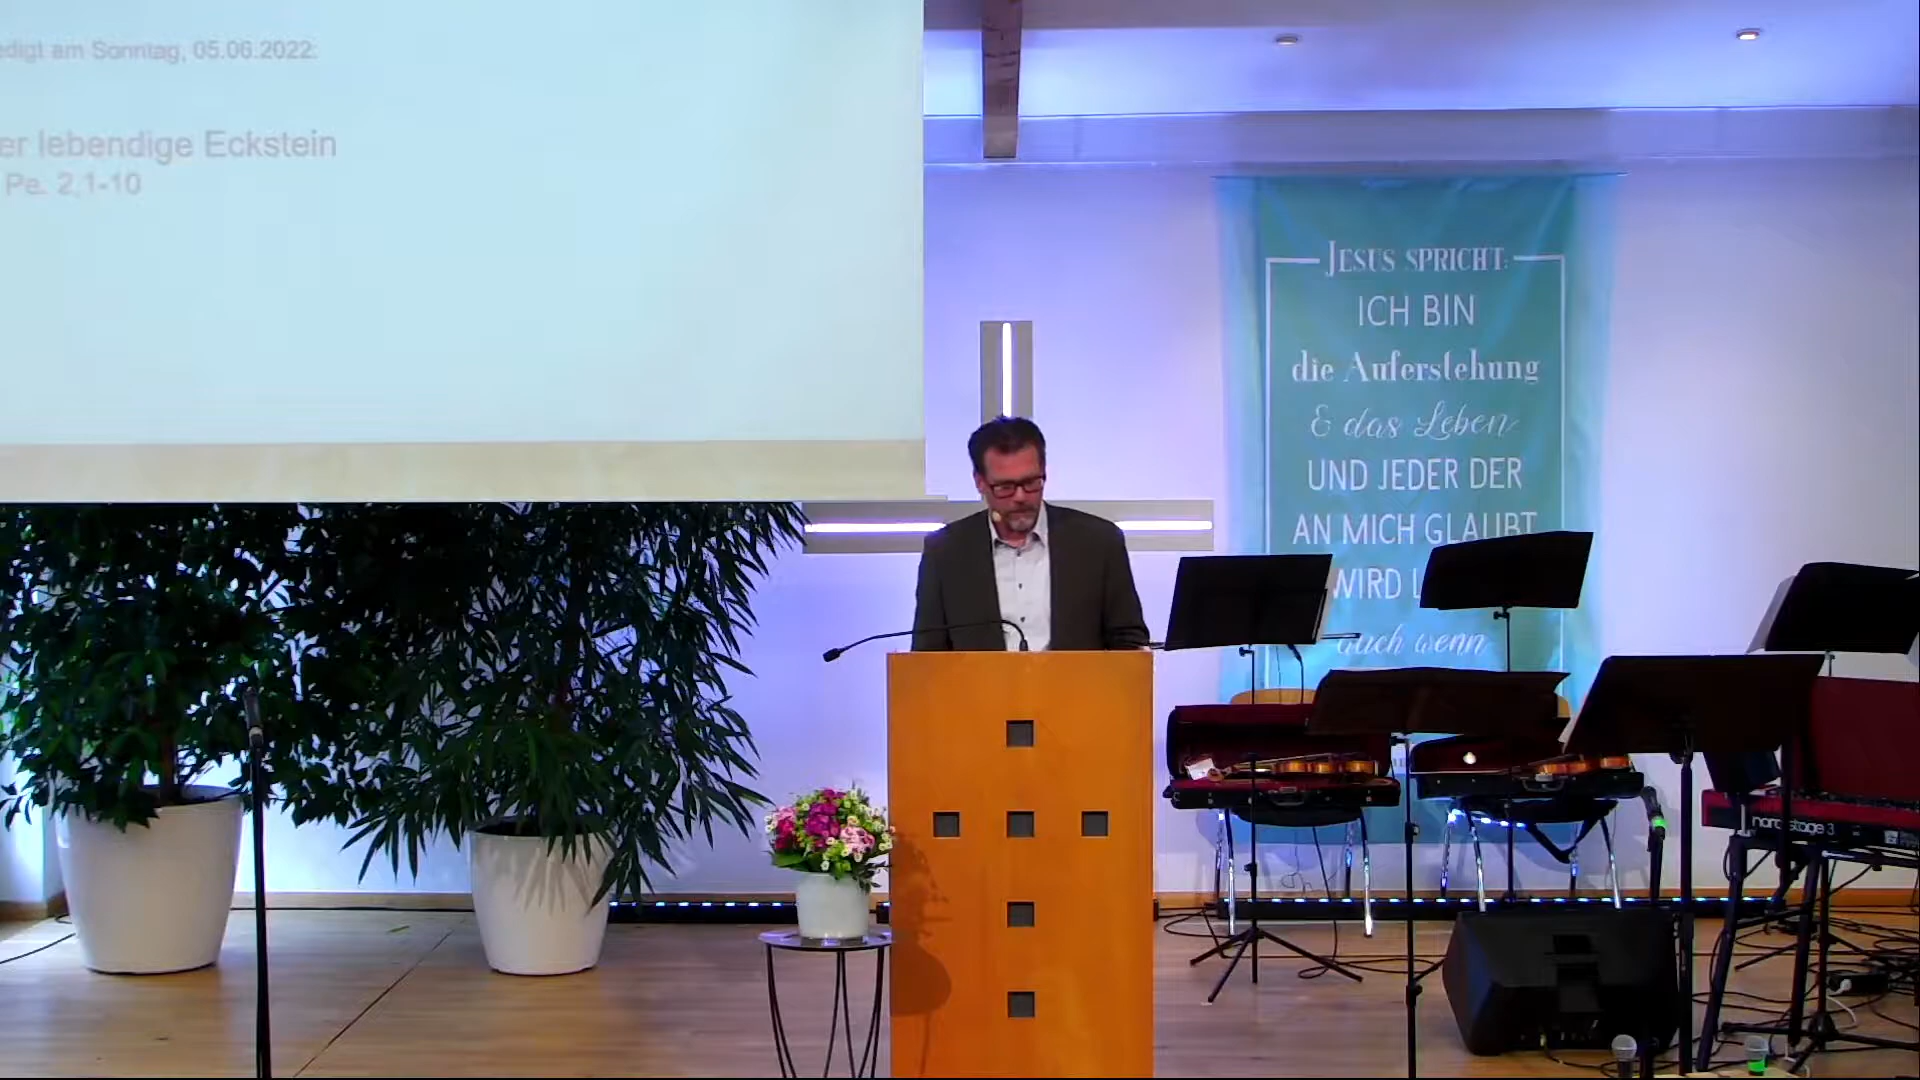 edigt am Sonntag, 05.06.2022:
er lebendige Eckstein
Pe. 2,1-10
JESUS SPRICHT:
ICH BIN
die Auferstehung
& das Leben
UND JEDER DER
AN MICH GLAUBT
WIRD L
auch wenn
nord stage 3